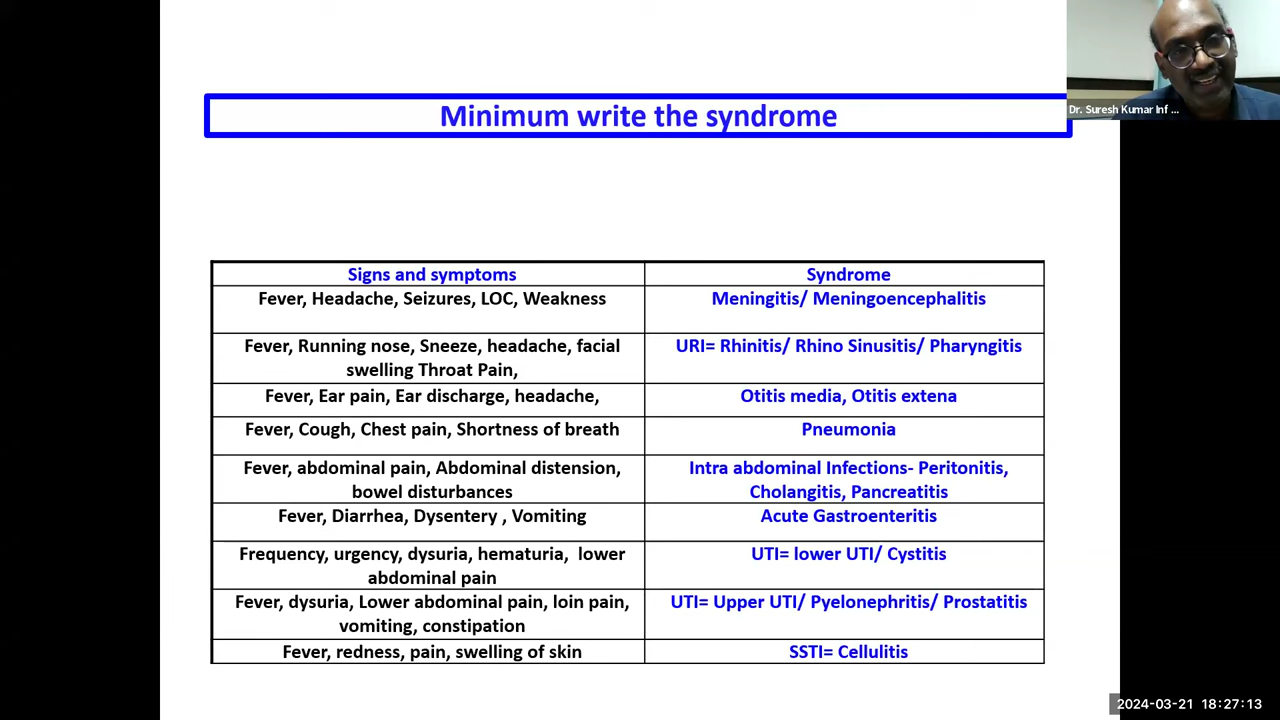 Minimum write the syndrome
Dr. Suresh Kumar Inf ...
Signs and symptoms
Syndrome
Fever, Headache, Seizures, LOC, Weakness
Meningitis/ Meningoencephalitis
Fever, Running nose, Sneeze, headache, facial
swelling Throat Pain,
URI= Rhinitis/ Rhino Sinusitis/ Pharyngitis
Fever, Ear pain, Ear discharge, headache,
Otitis media, Otitis extena
Fever, Cough, Chest pain, Shortness of breath
Pneumonia
Fever, abdominal pain, Abdominal distension,
bowel disturbances
Intra abdominal Infections- Peritonitis,
Cholangitis, Pancreatitis
Fever, Diarrhea, Dysentery , Vomiting
Acute Gastroenteritis
Frequency, urgency, dysuria, hematuria, lower
abdominal pain
UTI= lower UTI/ Cystitis
Fever, dysuria, Lower abdominal pain, loin pain,
vomiting, constipation
UTI= Upper UTI/ Pyelonephritis/ Prostatitis
Fever, redness, pain, swelling of skin
SSTI= Cellulitis
2024-03-21 18:27:13